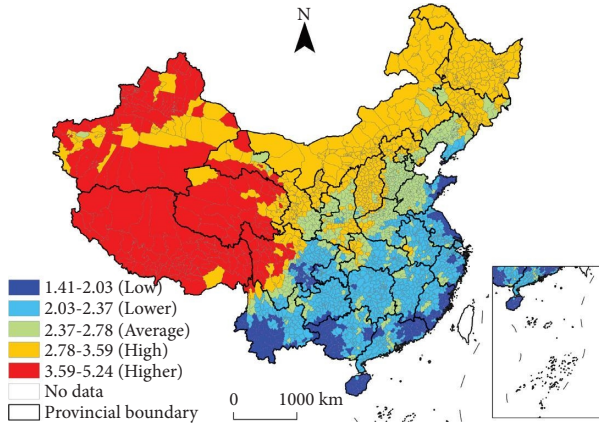 N
1.41-2.03 (Low)
2.03-2.37 (Lower)
2.37-2.78 (Average)
2.78-3.59 (High)
3.59-5.24 (Higher)
No data
Provincial boundary
0 1000 km